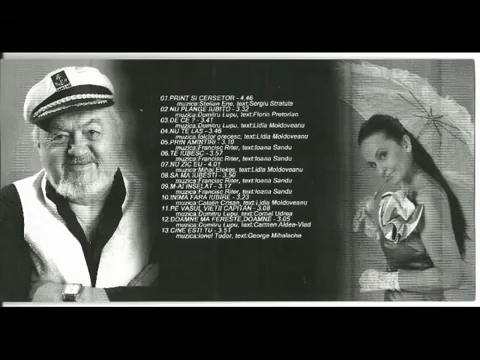 01.PRINT SI CERSETOR - 4.46
muzica:Stelian Ene, text:Sergiu Stratula
02.NU PLANGE IUBITO - 3.32
muzica:Dumitru Lupu, text:Florin Pretorian
03.DE CE ? - 3.41
muzica:Dumitru Lupu, text:Lidia Moldoveanu
04.NU TE LAS - 3.46
muzica:folclor grecesc, text:Lidia Moldoveanu
05.PRIN AMINTIRI - 3.19
muzica:Francisc Riter, text:Ioana Sandu
06.TE IUBESC - 3.57
muzica:Francisc Riter, text:Ioana Sandu
07.NU ZIC EU - 4.01
muzica:Mihai Elekes, text:Lidia Moldoveanu
08.SA MA IUBESTI - 3.50
muzica:Francisc Riter, text:Ioana Sandu
09.M-AI INSELAT - 3.17
muzica:Francisc Riter, text:Ioana Sandu
10.INIMA FARA IUBIRE - 3.23
muzica:Catalin Crisan, text:Lidia Moldoveanu
11.PE VASUL VIETII CAPITAN - 3.08
muzica:Dumitru Lupu, text:Cornel Udrea
12.DOAMNE MA FERESTE,DOAMNE - 3.05
muzica:Dumitru Lupu, text:Carmen Aldea-Vlad
13.CINE ESTI TU - 3.51
muzica:Ionel Tudor, text:George Mihalache